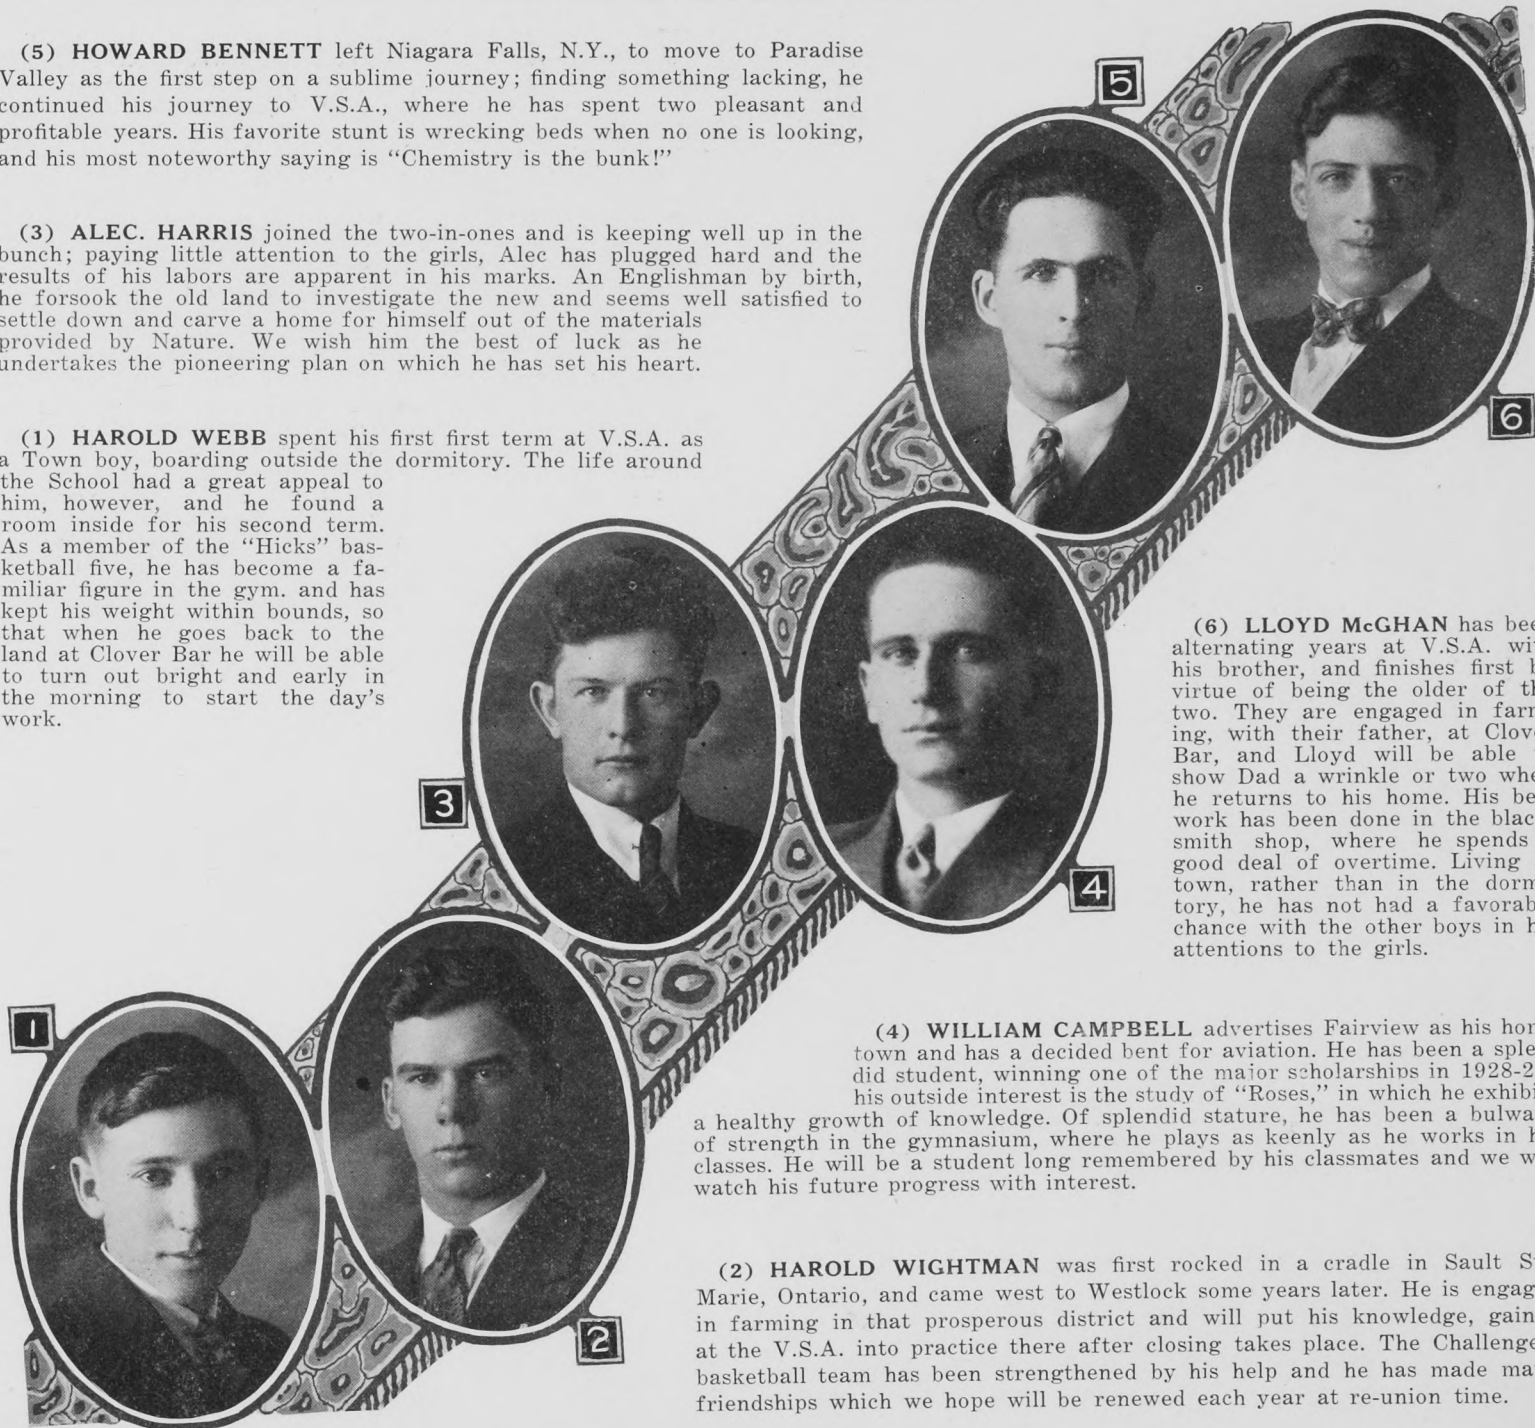 (5) HOWARD BENNETT left Niagara Falls, N.Y., to move to Paradise
Valley as the first step on a sublime journey; finding something lacking, he
continued his journey to V.S.A., where he has spent two pleasant and
profitable years. His favorite stunt is wrecking beds when no one is looking,
and his most noteworthy saying is “Chemistry is the bunk!”
(3) ALEC. HARRIS joined the two-in-ones and is keeping well up in the
bunch; paying little attention to the girls, Alec has plugged hard and the
results of his labors are apparent in his marks. An Englishman by birth,
he forsook the old land to investigate the new and seems well satisfied to
settle down and carve a home for himself out of the materials
provided by Nature. We wish him the best of luck as he
undertakes the pioneering plan on which he has set his heart.
(1) HAROLD WEBB spent his first first term at V.S.A. as
a Town boy, boarding outside the dormitory. The life around
the School had a great appeal to
him, however, and he found a
room inside for his second term.
As a member of the “Hicks” bas-
ketball five, he has become a fa-
miliar figure in the gym. and has
kept his weight within bounds, so
that when he goes back to the
land at Clover Bar he will be able
to turn out bright and early in
the morning to start the day's
work.
5
6
3
4
1
2
(6) LLOYD McGHAN has bee
alternating years at V.S.A. wi
his brother, and finishes first b
virtue of being the older of th
two. They are engaged in farm
ing, with their father, at Clove
Bar, and Lloyd will be able
show Dad a wrinkle or two whe
he returns to his home. His be
work has been done in the blac
smith shop, where he spends
good deal of overtime. Living
town, rather than in the dorm
tory, he has not had a favorab
chance with the other boys in h
attentions to the girls.
(4) WILLIAM CAMPBELL advertises Fairview as his hom
town and has a decided bent for aviation. He has been a splen
did student, winning one of the major scholarships in 1928-2
his outside interest is the study of “Roses,” in which he exhibi
a healthy growth of knowledge. Of splendid stature, he has been a bulwa
of strength in the gymnasium, where he plays as keenly as he works in h
classes. He will be a student long remembered by his classmates and we w
watch his future progress with interest.
(2) HAROLD WIGHTMAN was first rocked in a cradle in Sault S
Marie, Ontario, and came west to Westlock some years later. He is engag
in farming in that prosperous district and will put his knowledge, gain
at the V.S.A. into practice there after closing takes place. The Challenge
basketball team has been strengthened by his help and he has made ma
friendships which we hope will be renewed each year at re-union time.